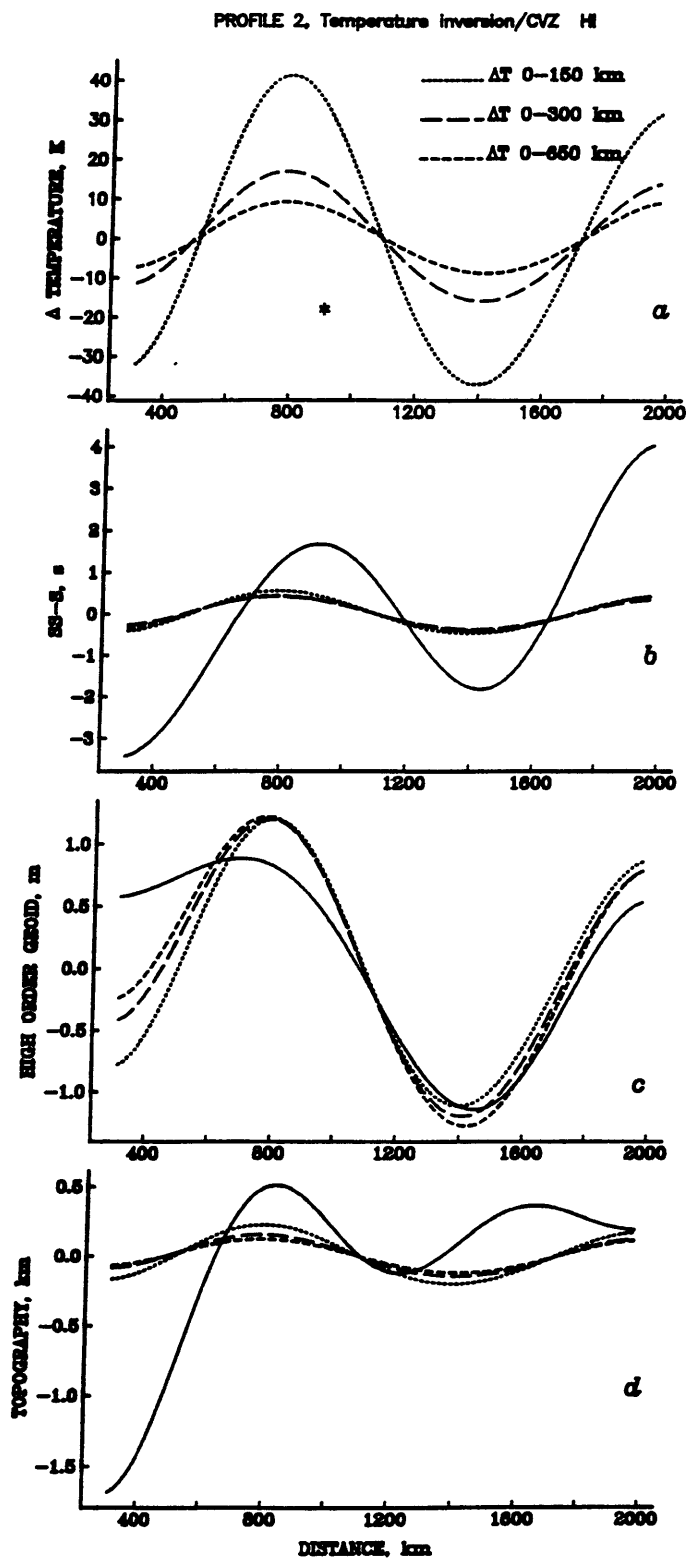 PROFILE 2, Temperature inversion/CVZ HI
ΔT 0-150 km
ΔT 0-300 km
ΔT 0-650 km
Δ TEMPERATURE, K
40
30
20
10
0
-10
-20
-30
-40
*
a
400 800 1200 1600 2000
SS-S, s
4
3
2
1
0
-1
-2
-3
b
400 800 1200 1600 2000
HIGH ORDER GEOID, m
1.0
0.5
0.0
-0.5
-1.0
c
400 800 1200 1600 2000
TOPOGRAPHY, km
0.5
0.0
-0.5
-1.0
-1.5
d
400 800 1200 1600 2000
DISTANCE, km